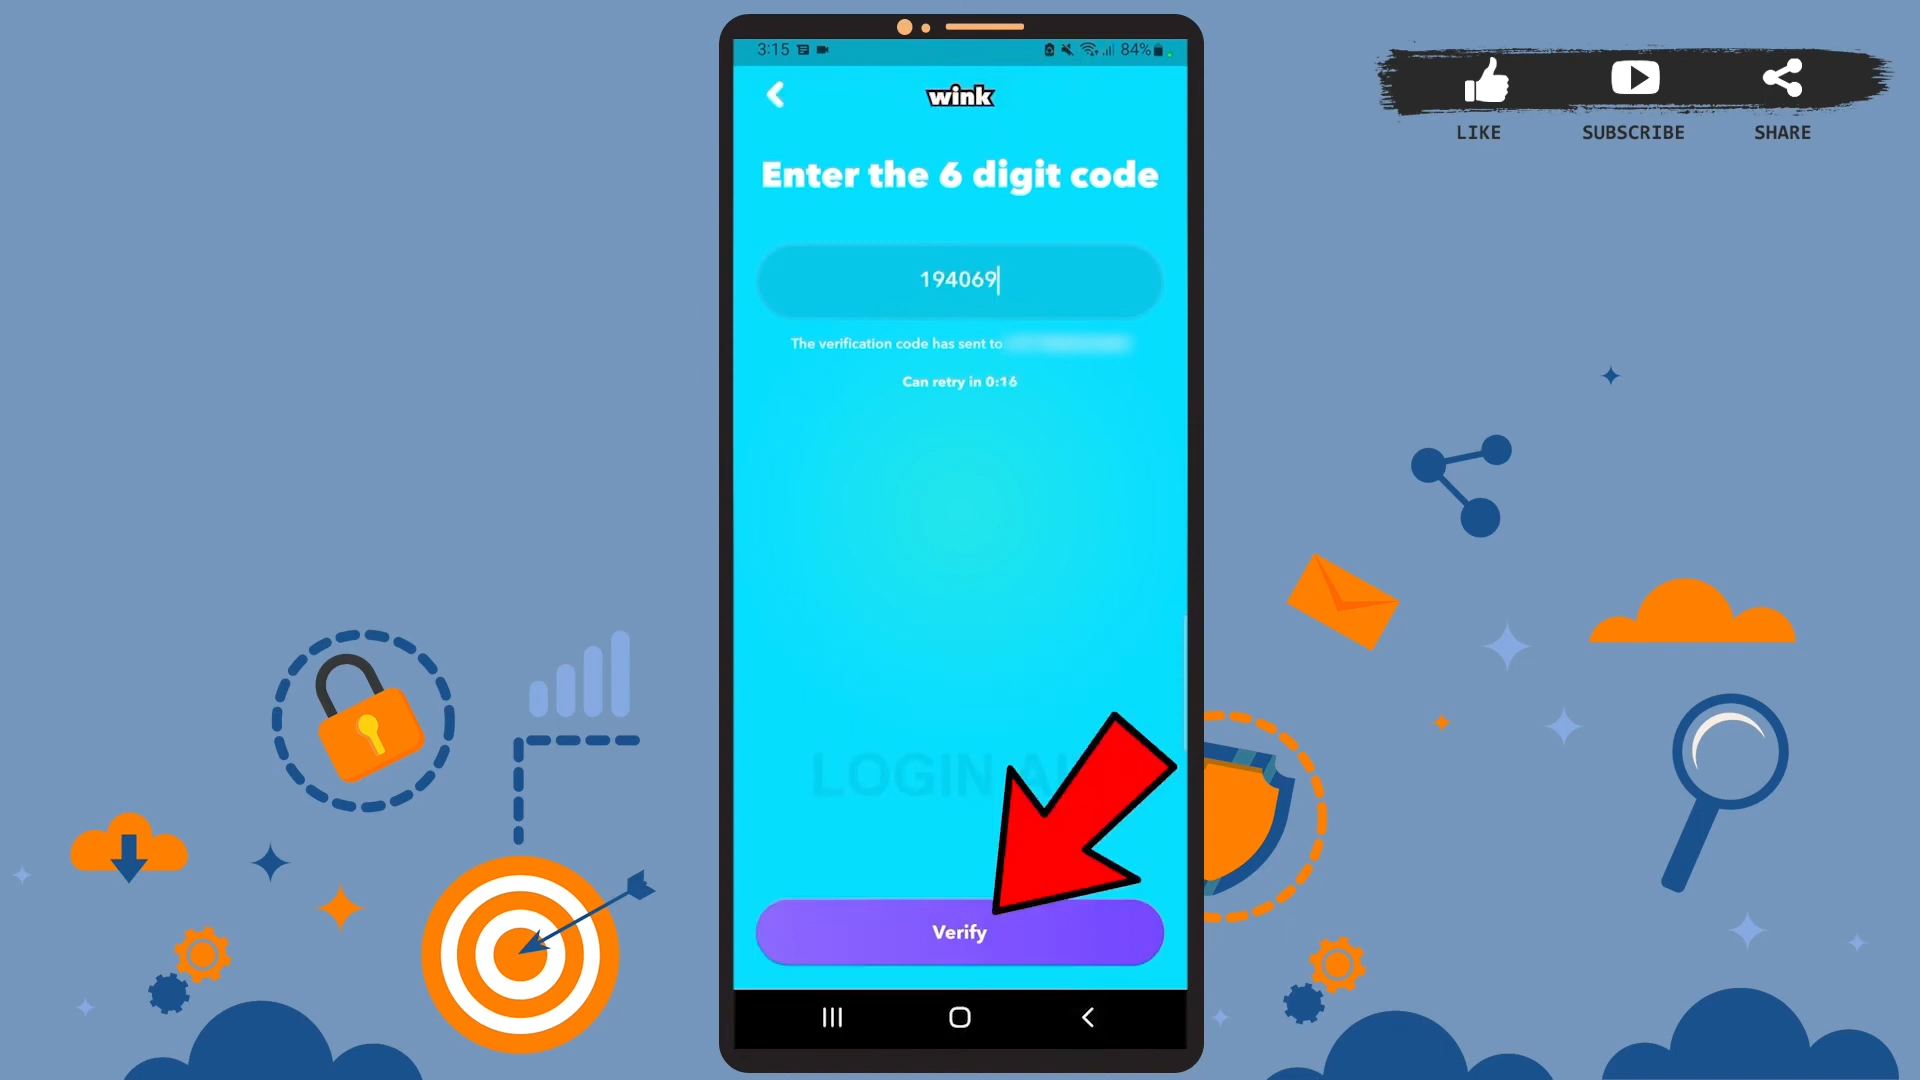 3:15
84%
LIKE
SUBSCRIBE
SHARE
wink
Enter the 6 digit code
194069
The verification code has sent to
Can retry in 0:16
LOGIN
Verify